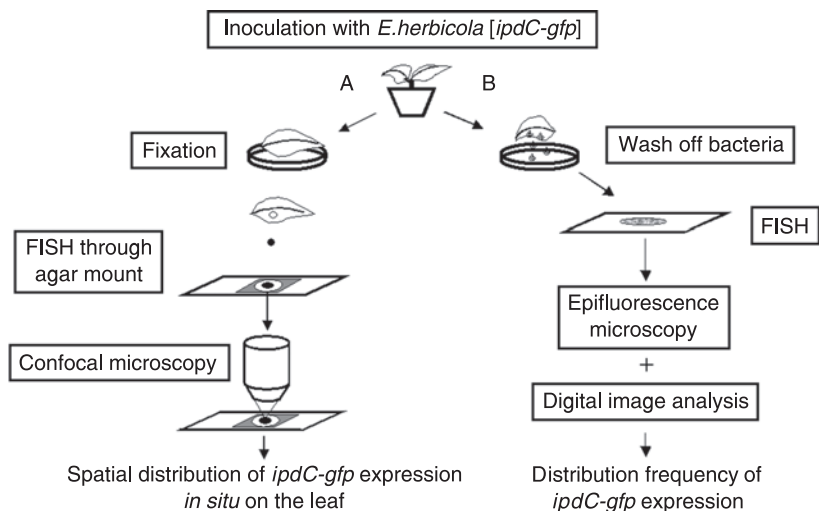 Inoculation with E.herbicola [ipdC-gfp]
A
B
Fixation
Wash off bacteria
FISH through
agar mount
FISH
Confocal microscopy
Epifluorescence
microscopy
+
Digital image analysis
Spatial distribution of ipdC-gfp expression
in situ on the leaf
Distribution frequency of
ipdC-gfp expression